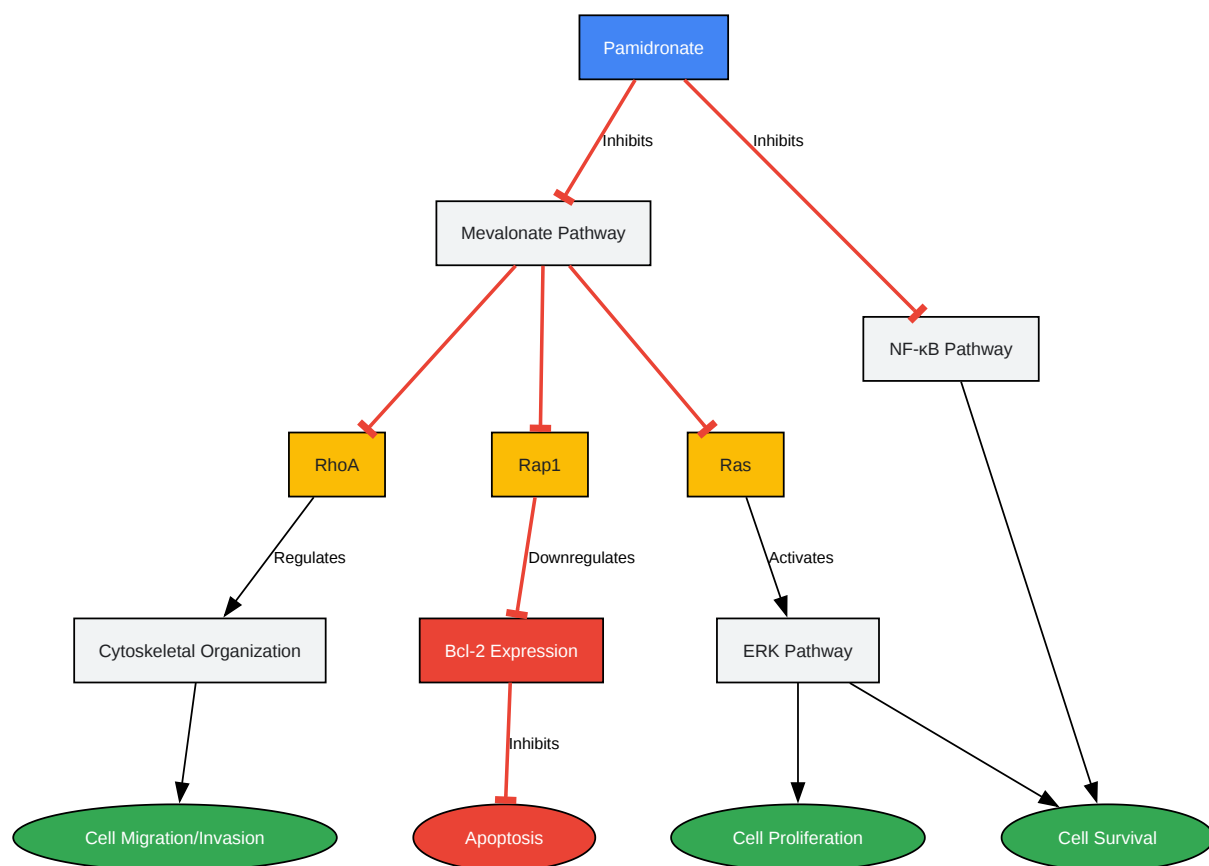 Pamidronate
Inhibits
Inhibits
Mevalonate Pathway
NF-κB Pathway
RhoA
Rap1
Ras
Regulates
Downregulates
Activates
Cytoskeletal Organization
Bcl-2 Expression
ERK Pathway
Inhibits
Cell Migration/Invasion
Apoptosis
Cell Proliferation
Cell Survival